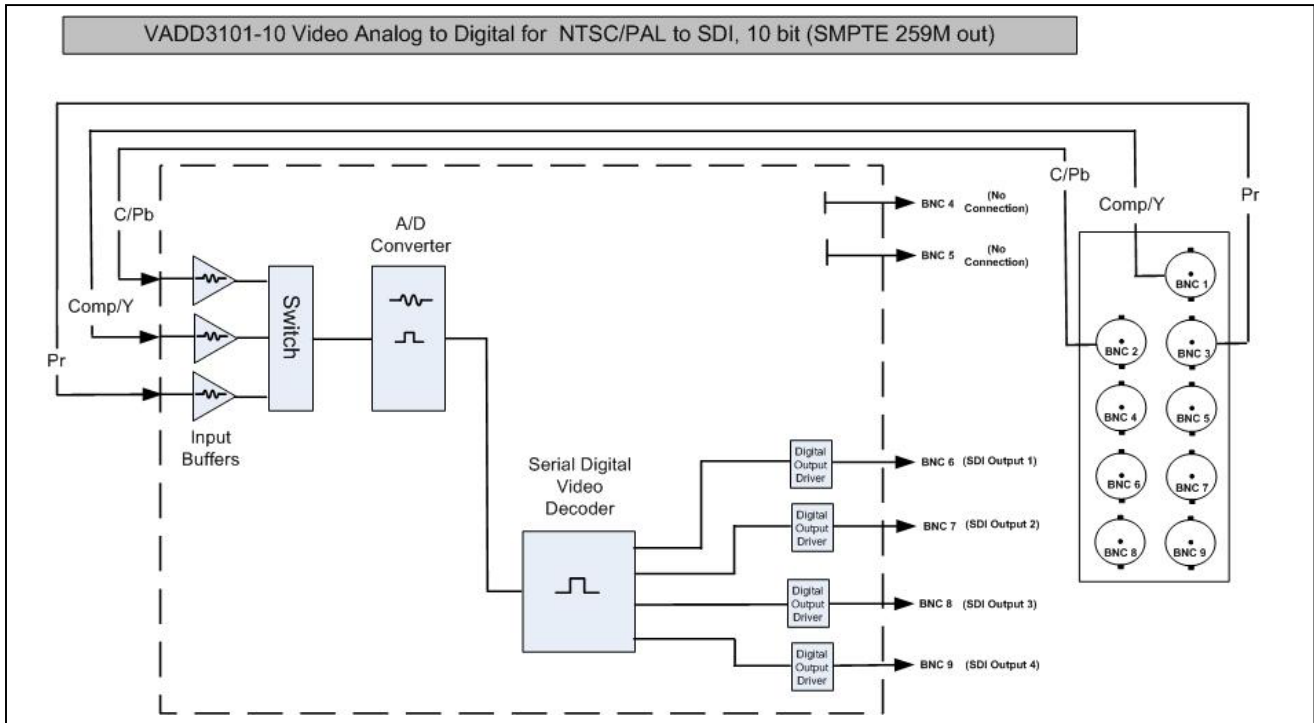 VADD3101-10 Video Analog to Digital for NTSC/PAL to SDI, 10 bit (SMPTE 259M out)
C/Pb
Comp/Y
Pr
Input
Buffers
Switch
A/D
Converter
Serial Digital
Video
Decoder
BNC 4 (No
Connection)
BNC 5 (No
Connection)
Digital
Output
Driver
BNC 6 (SDI Output 1)
Digital
Output
Driver
BNC 7 (SDI Output 2)
Digital
Output
Driver
BNC 8 (SDI Output 3)
Digital
Output
Driver
BNC 9 (SDI Output 4)
C/Pb
Comp/Y
Pr
BNC 1
BNC 2
BNC 3
BNC 4
BNC 5
BNC 6
BNC 7
BNC 8
BNC 9